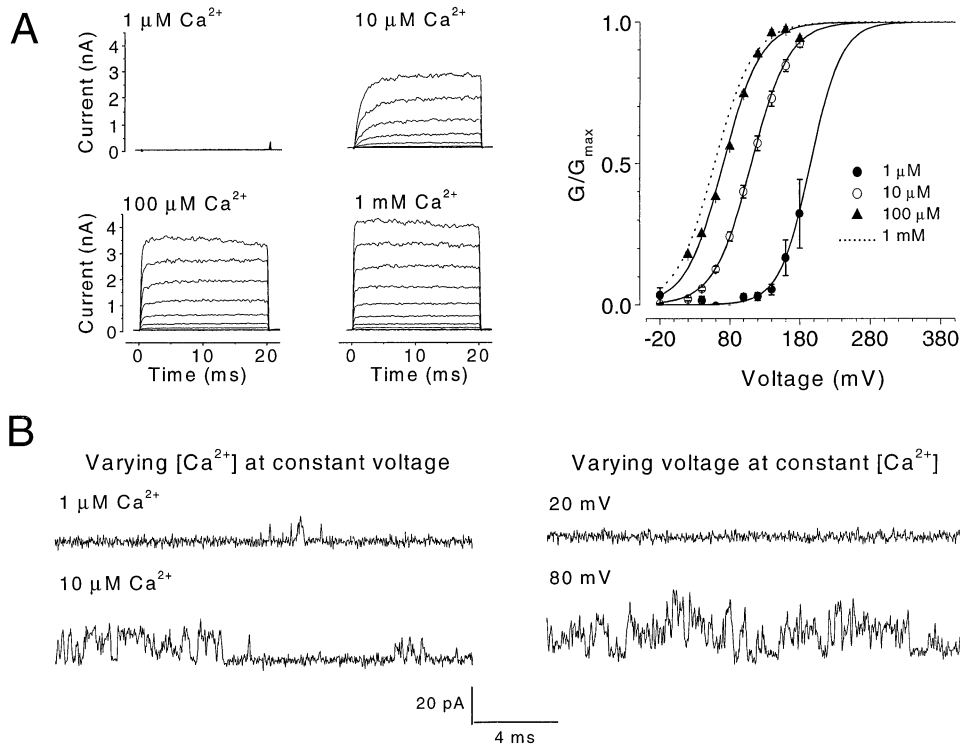 A
1 μM Ca²⁺
10 μM Ca²⁺
Current (nA)
4
3
2
1
0
100 μM Ca²⁺
1 mM Ca²⁺
Current (nA)
4
3
2
1
0
0 10 20
Time (ms)
0 10 20
Time (ms)
1.0
0.5
0.0
G/Gmax
1 μM
10 μM
100 μM
1 mM
-20 80 180 280 380
Voltage (mV)
B
Varying [Ca²⁺] at constant voltage
1 μM Ca²⁺
10 μM Ca²⁺
Varying voltage at constant [Ca²⁺]
20 mV
80 mV
20 pA
4 ms